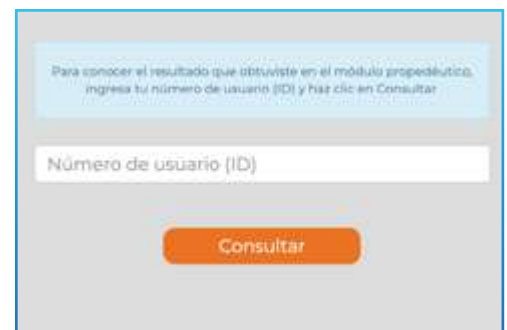 Para conocer el resultado que obtuviste en el módulo propedéutico,
ingresa tu número de usuario (ID) y haz clic en Consultar
Número de usuario (ID)
Consultar